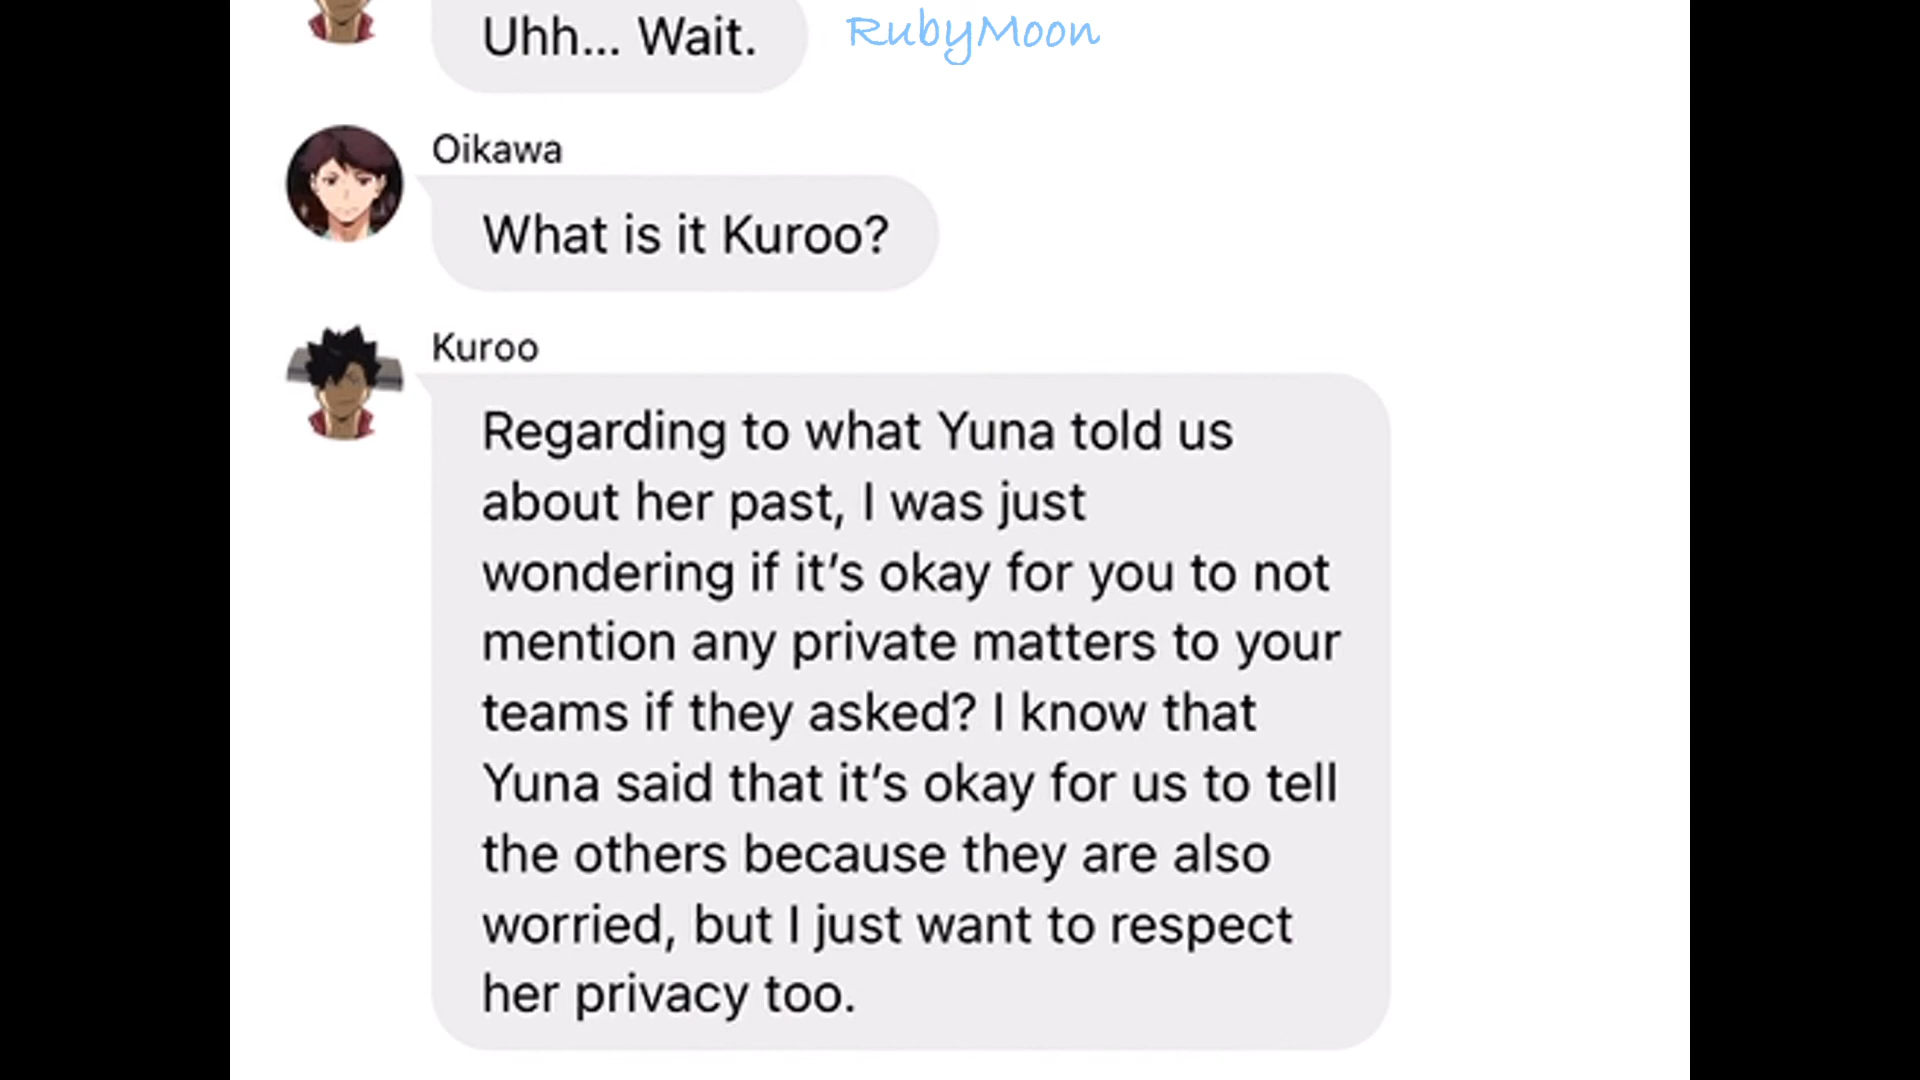 Uhh... Wait.
RubyMoon
Oikawa
What is it Kuroo?
Kuroo
Regarding to what Yuna told us
about her past, I was just
wondering if it's okay for you to not
mention any private matters to your
teams if they asked? I know that
Yuna said that it's okay for us to tell
the others because they are also
worried, but I just want to respect
her privacy too.